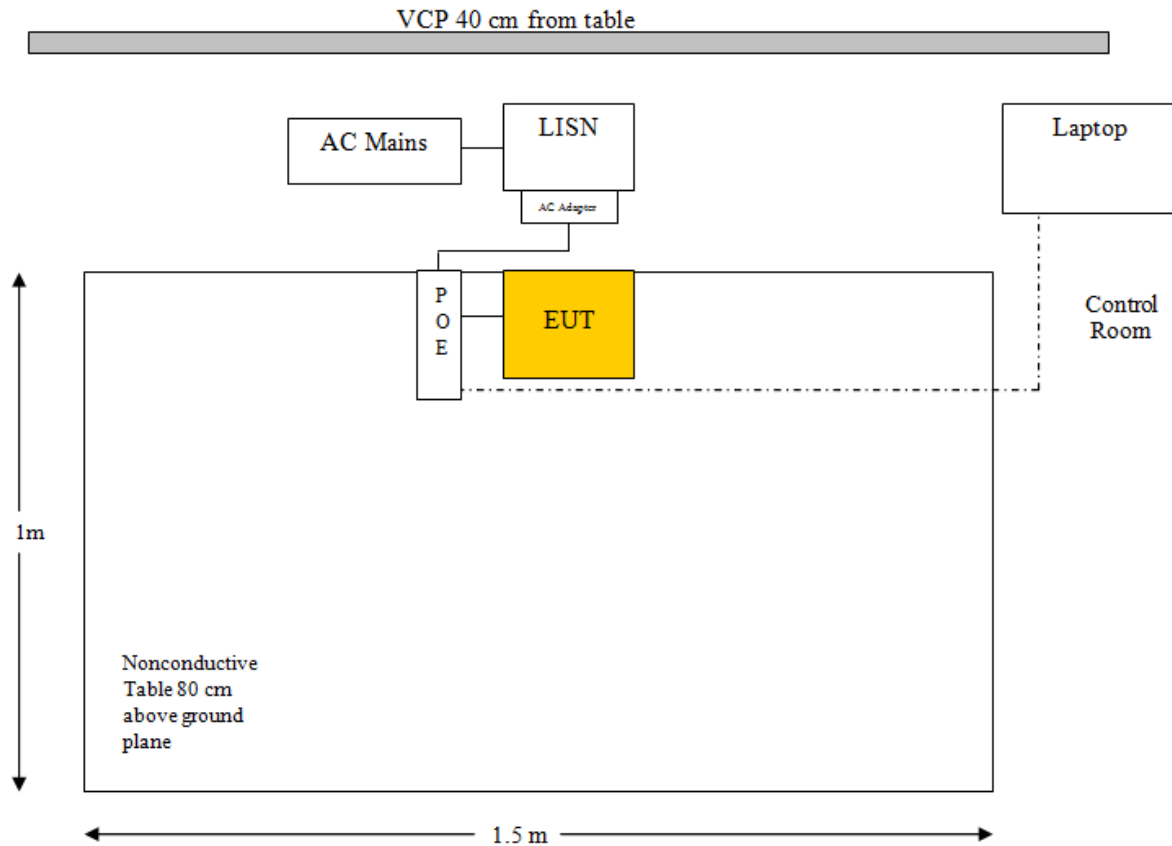 VCP 40 cm from table
AC Mains
LISN
AC Adapter
Laptop
P
O
E
EUT
Control
Room
1m
Nonconductive
Table 80 cm
above ground
plane
1.5 m